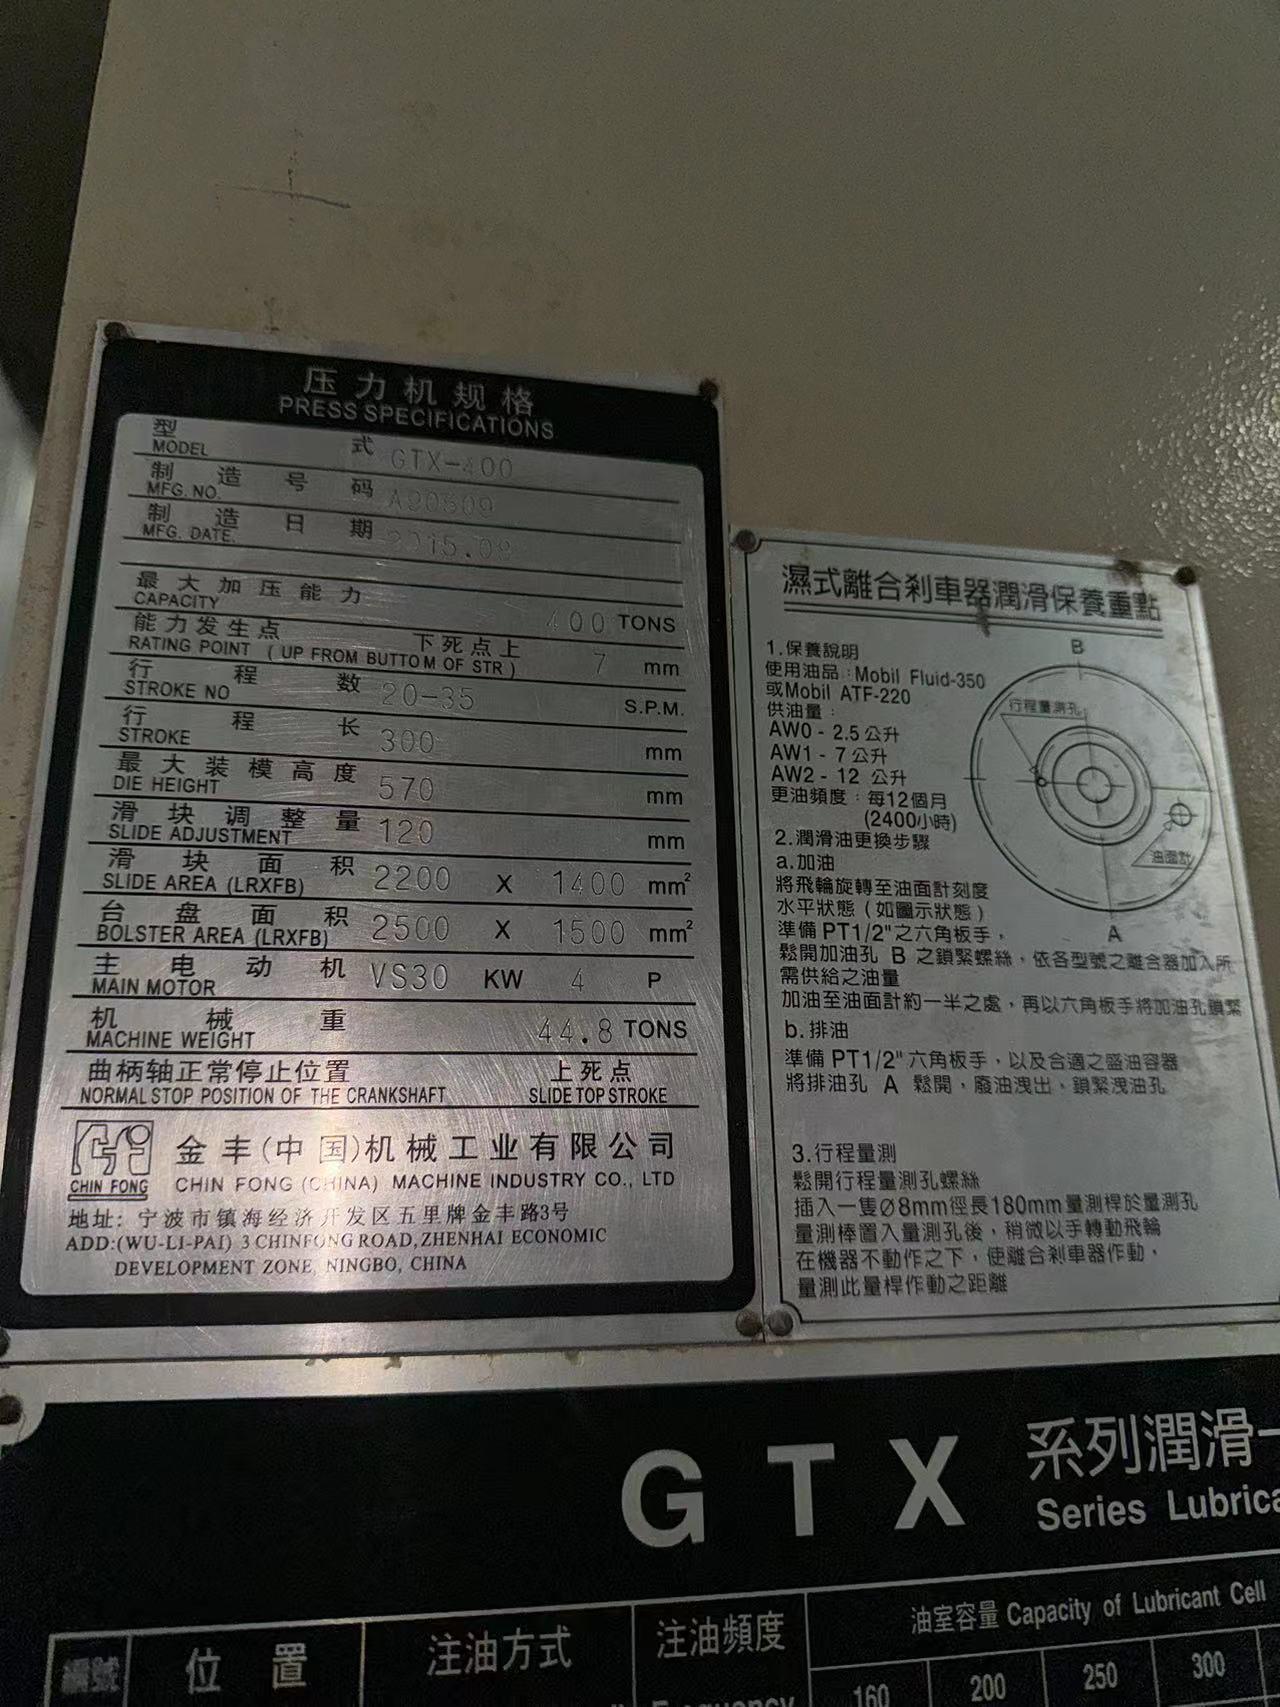 压力机规格
PRESS SPECIFICATIONS
型 式 GTX-400
MODEL
制造号码
MFG. NO.
制造日期
MFG. DATE.
最大加压能力
CAPACITY 400 TONS
能力发生点 下死点上
RATING POINT (UP FROM BUTTOM OF STR) 7 mm
行程数 20-35
STROKE NO S.P.M.
行程长 300
STROKE mm
最大装模高度 570
DIE HEIGHT mm
滑块调整量 120
SLIDE ADJUSTMENT mm
滑块面积 2200 X 1400 mm²
SLIDE AREA (LRXFB)
台盘面积 2500 X 1500 mm²
BOLSTER AREA (LRXFB)
主电动机 VS30 KW 4 P
MAIN MOTOR
机械重 44.8 TONS
MACHINE WEIGHT
曲柄轴正常停止位置 上死点
NORMAL STOP POSITION OF THE CRANKSHAFT SLIDE TOP STROKE
CHIN FONG
金丰(中国)机械工业有限公司
CHIN FONG (CHINA) MACHINE INDUSTRY CO., LTD
地址: 宁波市镇海经济开发区五里牌金丰路3号
ADD:(WU-LI-PAI) 3 CHINFONG ROAD, ZHENHAI ECONOMIC
DEVELOPMENT ZONE, NINGBO, CHINA
濕式離合剎車器潤滑保養重點
1.保養說明
使用油品:Mobil Fluid-350
或Mobil ATF-220
供油量:
AW0 - 2.5公升
AW1 - 7公升
AW2 - 12 公升
更油頻度:每12個月
(2400小時)
B
行程量測孔
油面計
A
2.潤滑油更換步驟
a.加油
將飛輪旋轉至油面計刻度
水平狀態(如圖示狀態)
準備PT1/2"之六角板手,
鬆開加油孔 B 之鎖緊螺絲,依各型號之離合器加入所
需供給之油量
加油至油面計約一半之處,再以六角板手將加油孔鎖緊
b.排油
準備PT1/2"六角板手,以及合適之盛油容器
將排油孔 A 鬆開,廢油洩出,鎖緊洩油孔
3.行程量測
鬆開行程量測孔螺絲
插入一隻Ø8mm徑長180mm量測桿於量測孔
量測棒置入量測孔後,稍微以手轉動飛輪
在機器不動作之下,使離合剎車器作動,
量測此量桿作動之距離
GTX 系列潤滑一
Series Lubrica
編號 位置 注油方式 注油頻度 油室容量 Capacity of Lubricant Cell
160 200 250 300